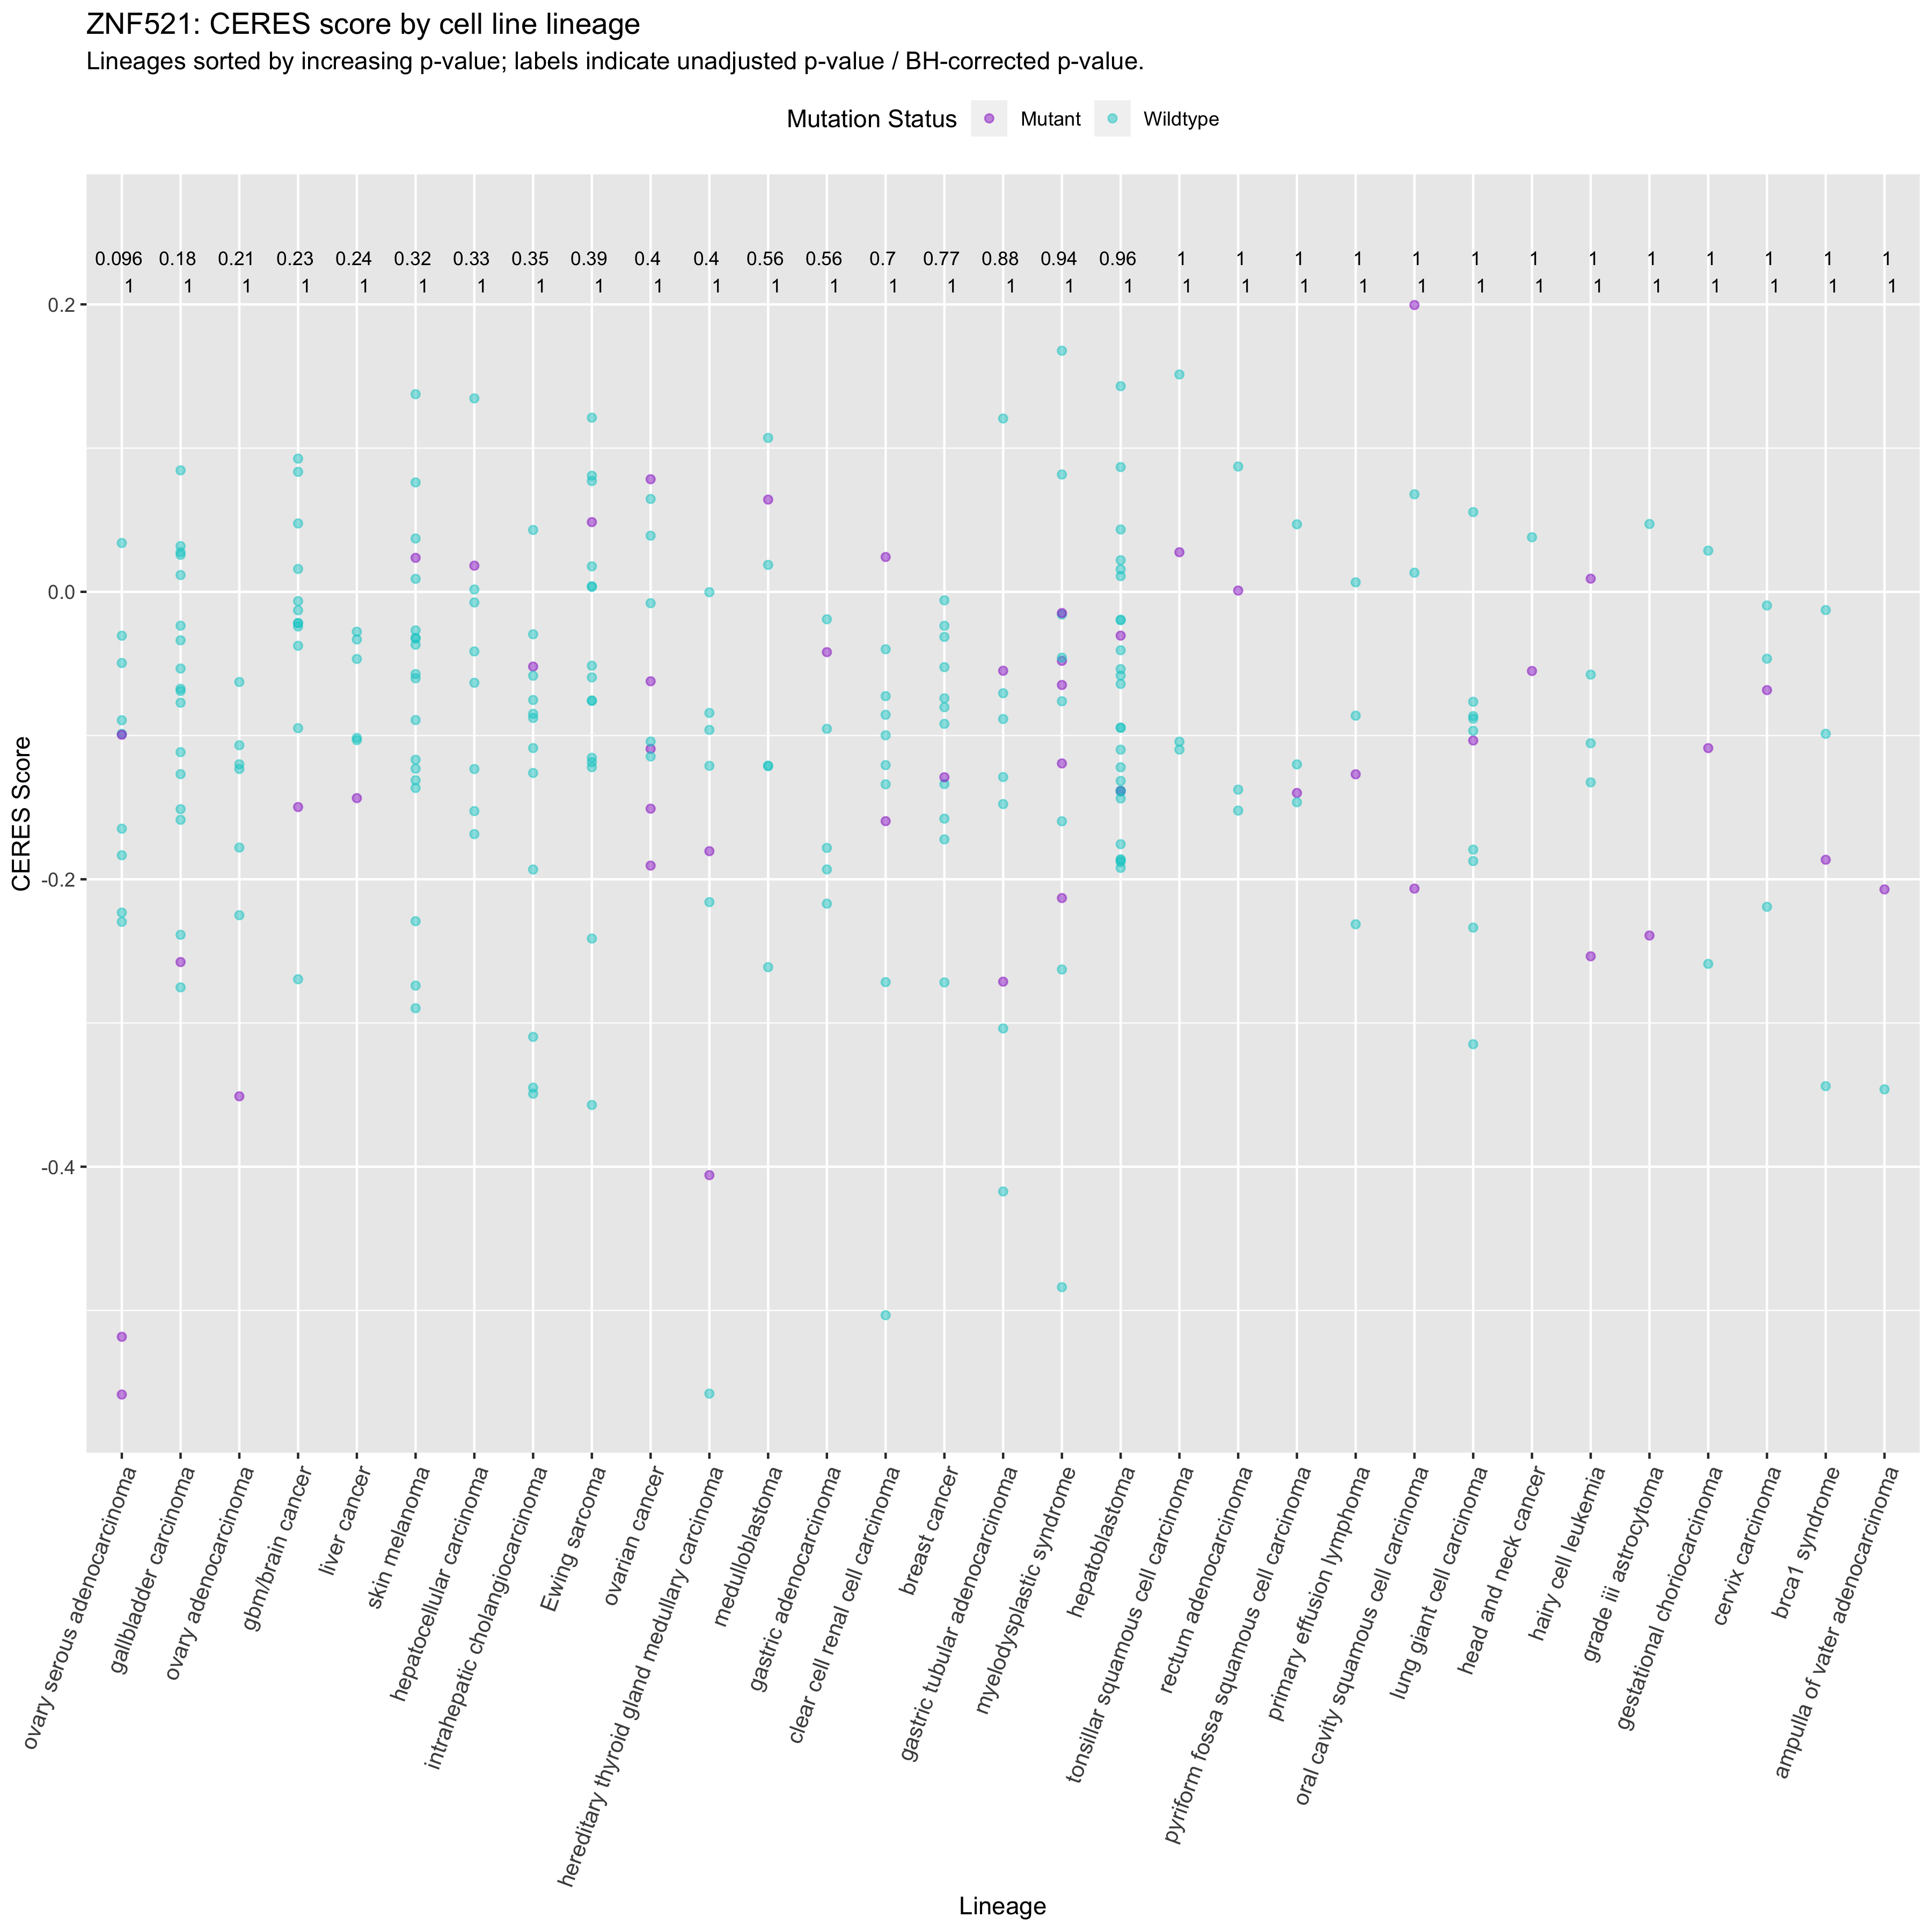 ZNF521: CERES score by cell line lineage
Lineages sorted by increasing p-value; labels indicate unadjusted p-value / BH-corrected p-value.
Mutation Status Mutant Wildtype
0.096 0.18 0.21 0.23 0.24 0.32 0.33 0.35 0.39 0.4 0.4 0.56 0.56 0.7 0.77 0.88 0.94 0.96 1 1 1 1 1 1 1 1 1 1 1 1 1
1 1 1 1 1 1 1 1 1 1 1 1 1 1 1 1 1 1 1 1 1 1 1 1 1 1 1 1 1 1 1
0.2
0.0
-0.2
-0.4
CERES Score
ovary serous adenocarcinoma
gallbladder carcinoma
ovary adenocarcinoma
gbm/brain cancer
liver cancer
skin melanoma
hepatocellular carcinoma
intrahepatic cholangiocarcinoma
Ewing sarcoma
ovarian cancer
hereditary thyroid gland medullary carcinoma
medulloblastoma
gastric adenocarcinoma
clear cell renal cell carcinoma
breast cancer
gastric tubular adenocarcinoma
myelodysplastic syndrome
hepatoblastoma
tonsillar squamous cell carcinoma
rectum adenocarcinoma
pyriform fossa squamous cell carcinoma
primary effusion lymphoma
oral cavity squamous cell carcinoma
lung giant cell carcinoma
head and neck cancer
hairy cell leukemia
grade iii astrocytoma
gestational choriocarcinoma
cervix carcinoma
brca1 syndrome
ampulla of vater adenocarcinoma
Lineage